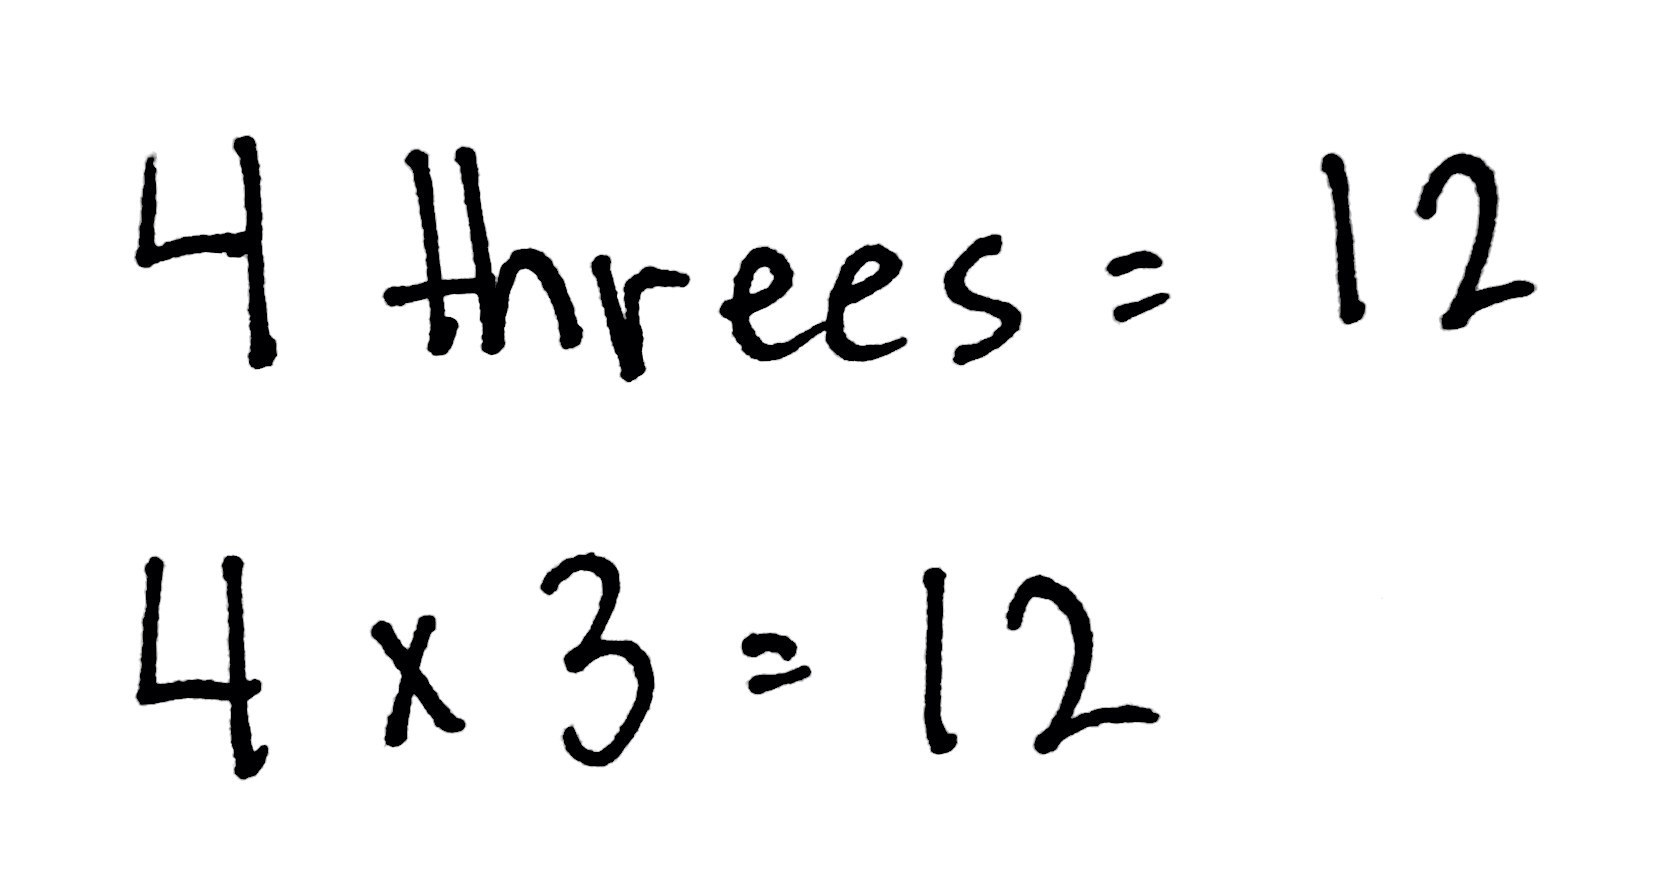 4 threes = 12
4 x 3 = 12